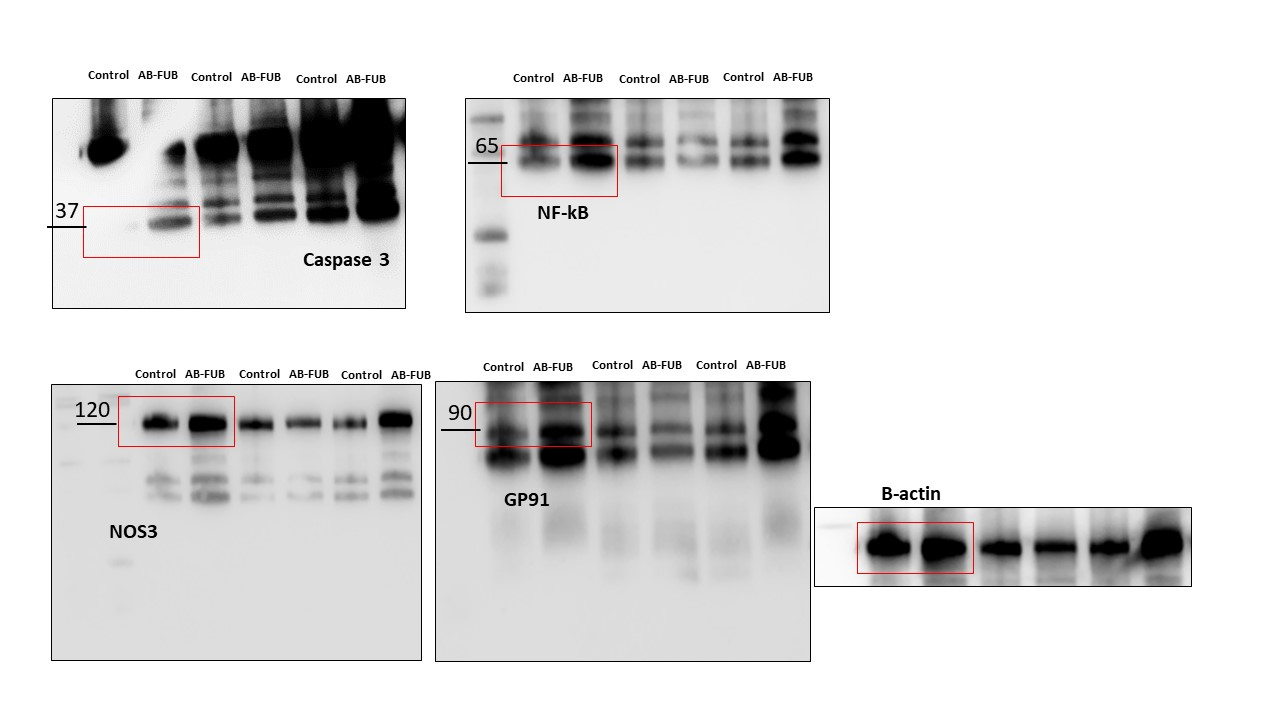 Control AB-FUB Control AB-FUB Control AB-FUB
37
Caspase 3
Control AB-FUB Control AB-FUB Control AB-FUB
65
NF-kB
Control AB-FUB Control AB-FUB Control AB-FUB
120
NOS3
Control AB-FUB Control AB-FUB Control AB-FUB
90
GP91
B-actin